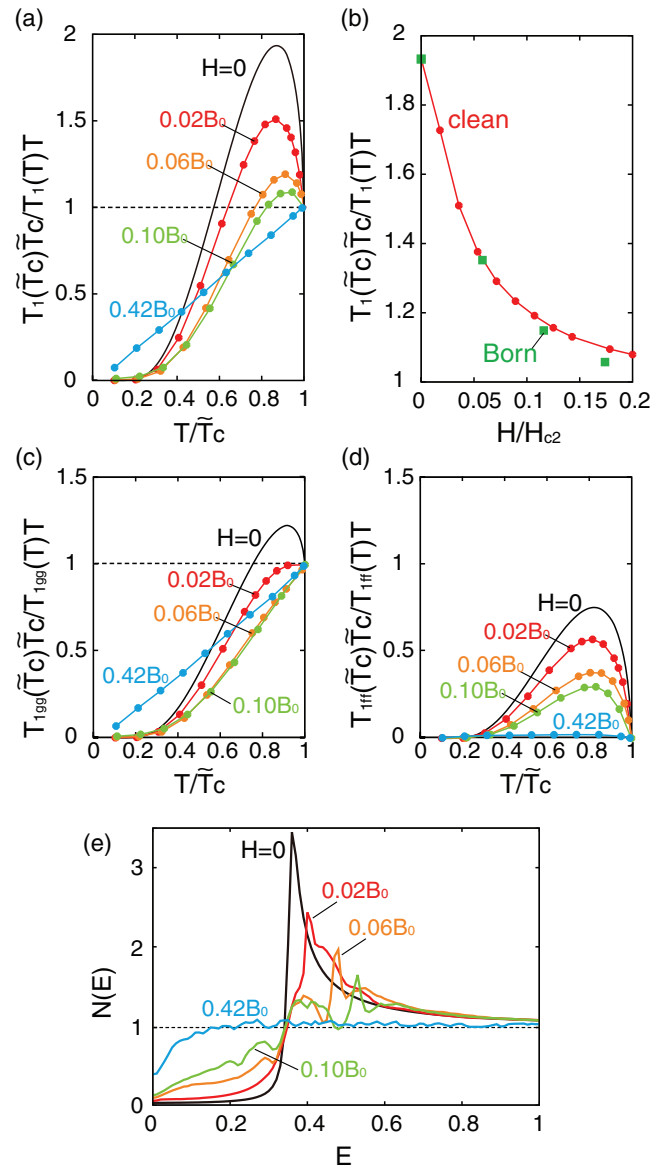 (a)
2
1.5
1
0.5
0
T₁(T̃c)T̃c/T₁(T)T
H=0
0.02B₀
0.06B₀
0.10B₀
0.42B₀
0 0.2 0.4 0.6 0.8 1
T/T̃c
(b)
2
1.8
1.6
1.4
1.2
1
T₁(T̃c)T̃c/T₁(T)T
clean
Born
0 0.05 0.1 0.15 0.2
H/Hc2
(c)
1.5
1
0.5
0
T₁gg(T̃c)T̃c/T₁gg(T)T
H=0
0.02B₀
0.06B₀
0.42B₀
0.10B₀
0 0.2 0.4 0.6 0.8 1
T/T̃c
(d)
1.5
1
0.5
0
T₁ff(T̃c)T̃c/T₁ff(T)T
H=0
0.02B₀
0.06B₀
0.10B₀
0.42B₀
0 0.2 0.4 0.6 0.8 1
T/T̃c
(e)
3
2
1
0
N(E)
H=0
0.02B₀
0.06B₀
0.42B₀
0.10B₀
0 0.2 0.4 0.6 0.8 1
E